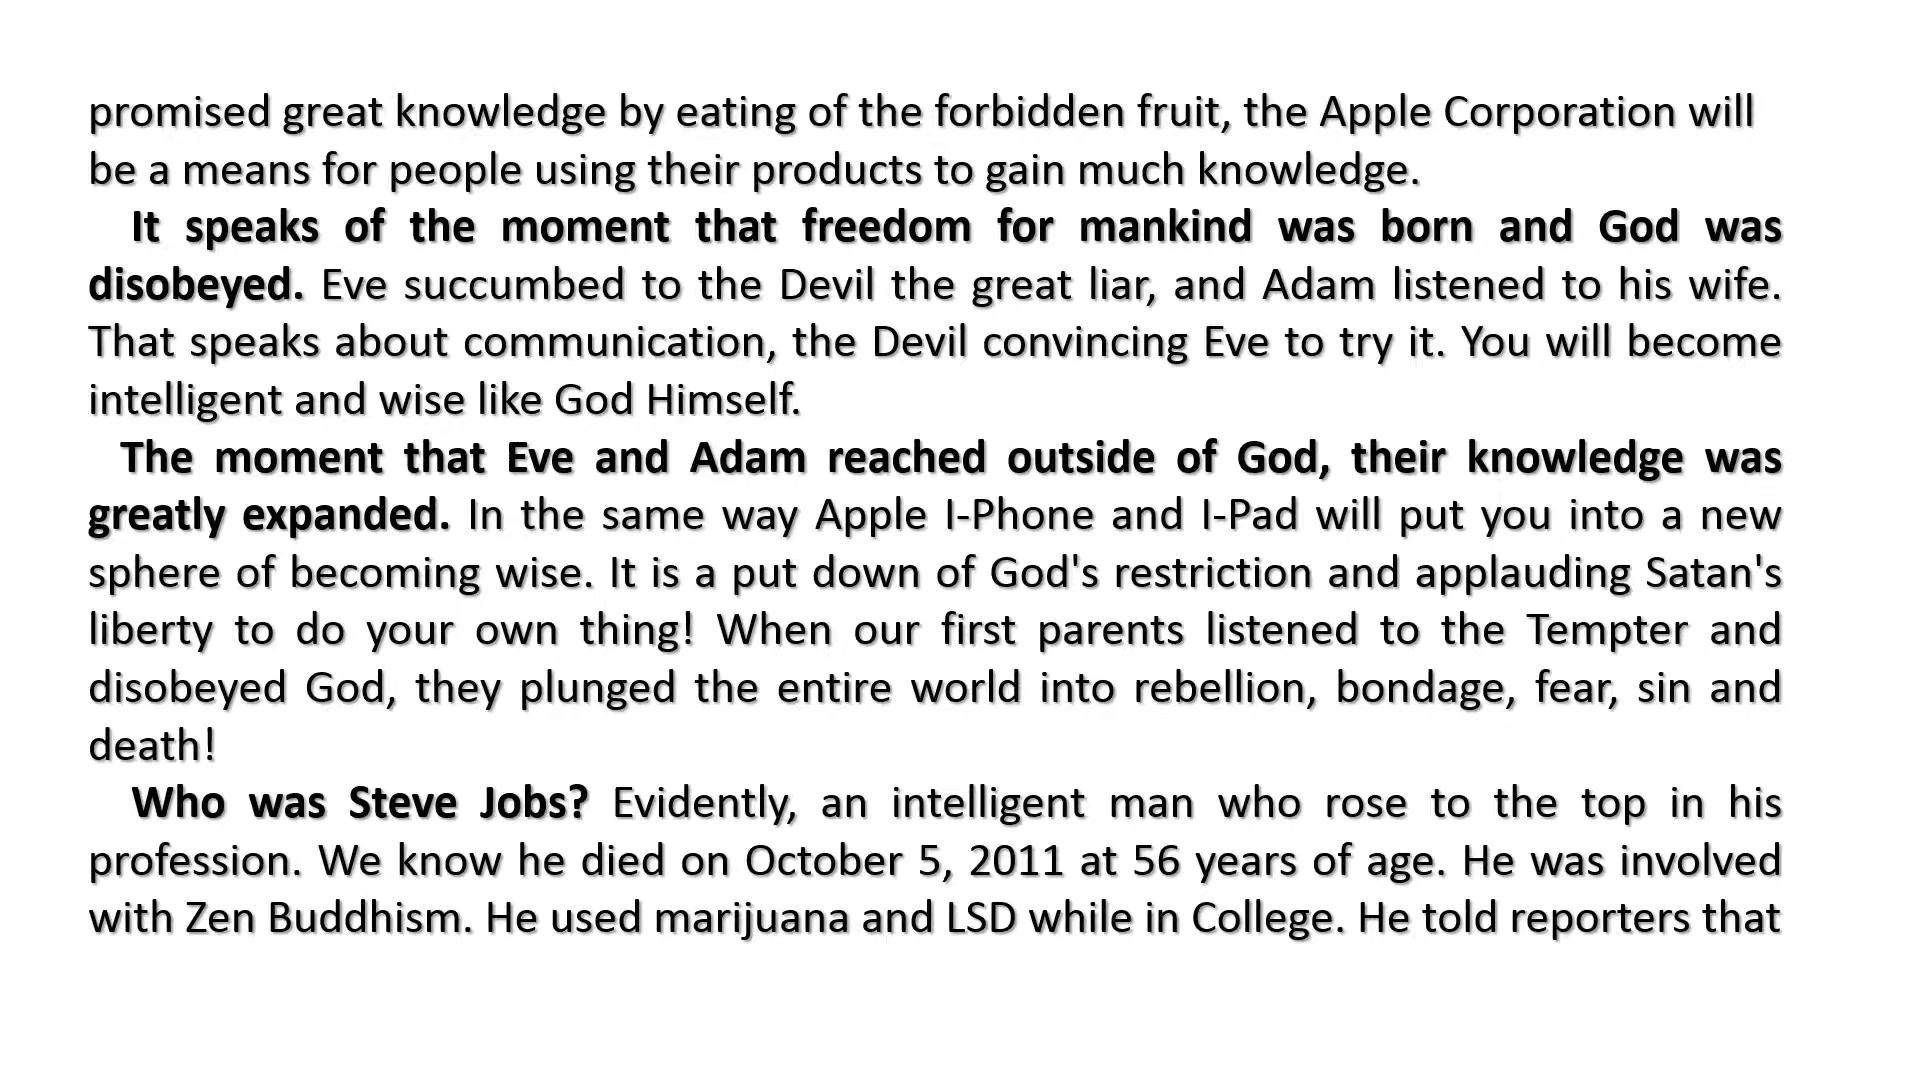 promised great knowledge by eating of the forbidden fruit, the Apple Corporation will
be a means for people using their products to gain much knowledge.
It speaks of the moment that freedom for mankind was born and God was
disobeyed. Eve succumbed to the Devil the great liar, and Adam listened to his wife.
That speaks about communication, the Devil convincing Eve to try it. You will become
intelligent and wise like God Himself.
The moment that Eve and Adam reached outside of God, their knowledge was
greatly expanded. In the same way Apple I-Phone and I-Pad will put you into a new
sphere of becoming wise. It is a put down of God's restriction and applauding Satan's
liberty to do your own thing! When our first parents listened to the Tempter and
disobeyed God, they plunged the entire world into rebellion, bondage, fear, sin and
death!
Who was Steve Jobs? Evidently, an intelligent man who rose to the top in his
profession. We know he died on October 5, 2011 at 56 years of age. He was involved
with Zen Buddhism. He used marijuana and LSD while in College. He told reporters that